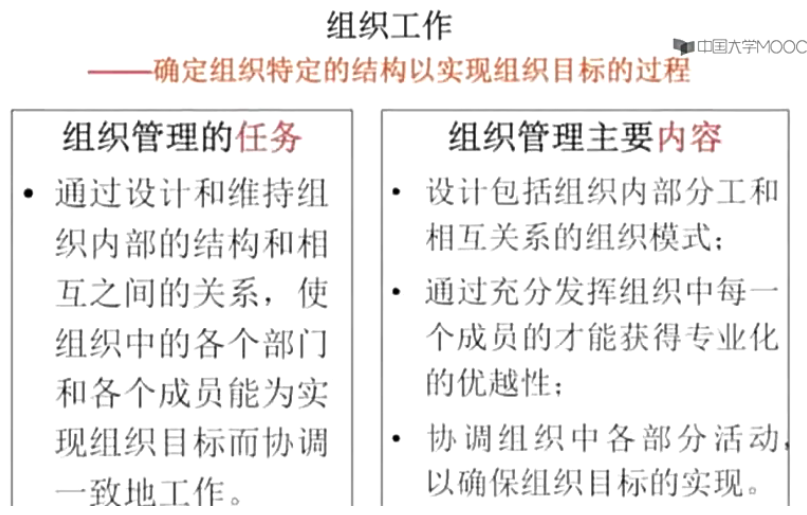 组织工作
中国大学MOOC
——确定组织特定的结构以实现组织目标的过程
组织管理的任务
• 通过设计和维持组
织内部的结构和相
互之间的关系，使
组织中的各个部门
和各个成员能为实
现组织目标而协调
一致地工作。
组织管理主要内容
• 设计包括组织内部分工和
相互关系的组织模式；
• 通过充分发挥组织中每一
个成员的才能获得专业化
的优越性；
• 协调组织中各部分活动，
以确保组织目标的实现。